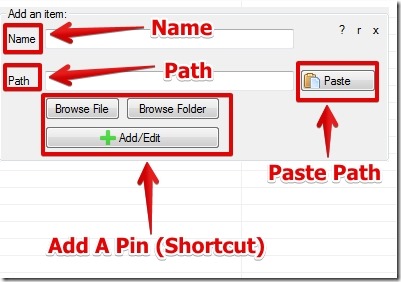 Add an item:
Name
Name
? r x
Path
Path
Paste
Browse File
Browse Folder
Add/Edit
Paste Path
Add A Pin (Shortcut)